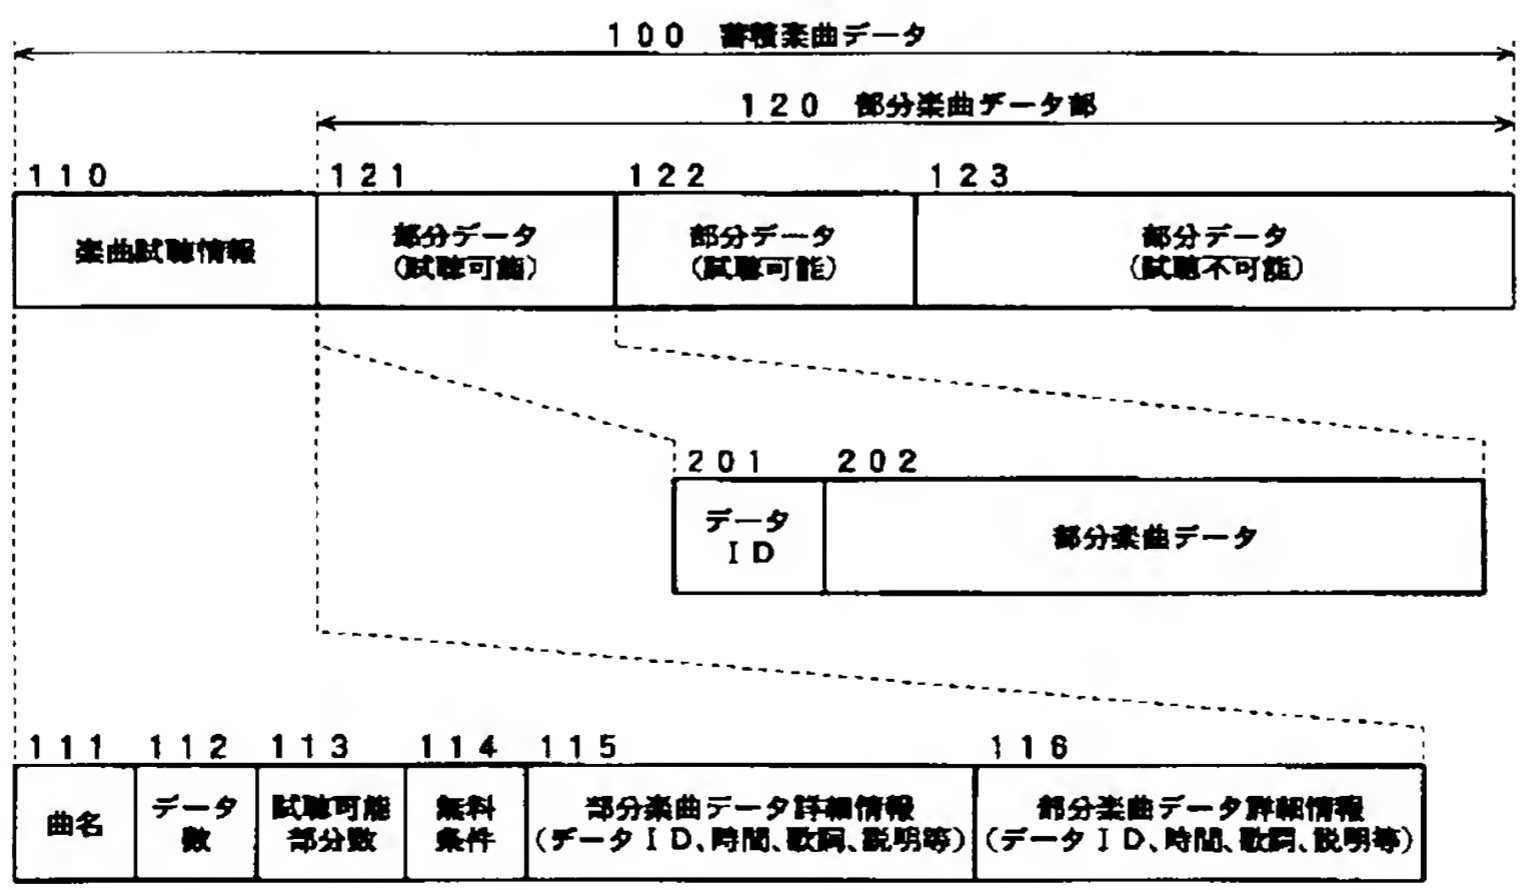 100 蓄積楽曲データ
120 部分楽曲データ部
110 121 122 123
楽曲試聴情報
部分データ
(試聴可能)
部分データ
(試聴可能)
部分データ
(試聴不可能)
201 202
データ
ID
部分楽曲データ
111 112 113 114 115 116
曲名
データ
数
試聴可能
部分数
無料
条件
部分楽曲データ詳細情報
(データID、時間、歌詞、説明等)
部分楽曲データ詳細情報
(データID、時間、歌詞、説明等)